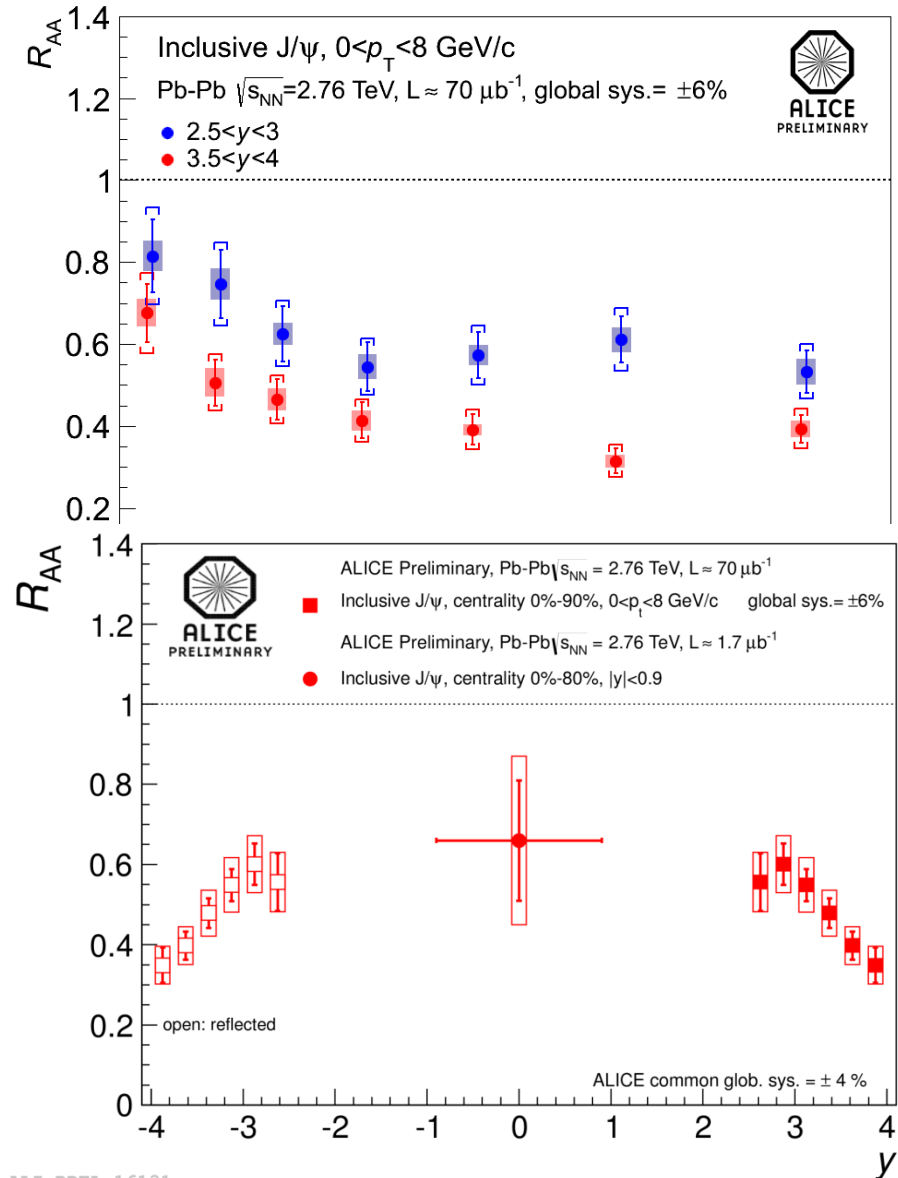 1.4
R_AA
Inclusive J/ψ, 0<p_T<8 GeV/c
Pb-Pb √s_NN=2.76 TeV, L≈ 70 μb⁻¹, global sys.= ±6%
2.5<y<3
3.5<y<4
ALICE
PRELIMINARY
1.2
1
0.8
0.6
0.4
0.2
1.4
R_AA
ALICE
PRELIMINARY
ALICE Preliminary, Pb-Pb√s_NN = 2.76 TeV, L≈ 70 μb⁻¹
Inclusive J/ψ, centrality 0%-90%, 0<p_t<8 GeV/c global sys.= ±6%
ALICE Preliminary, Pb-Pb√s_NN = 2.76 TeV, L≈ 1.7 μb⁻¹
Inclusive J/ψ, centrality 0%-80%, |y|<0.9
1.2
1
0.8
0.6
0.4
0.2
open: reflected
ALICE common glob. sys. = ± 4 %
0
-4 -3 -2 -1 0 1 2 3 4
y